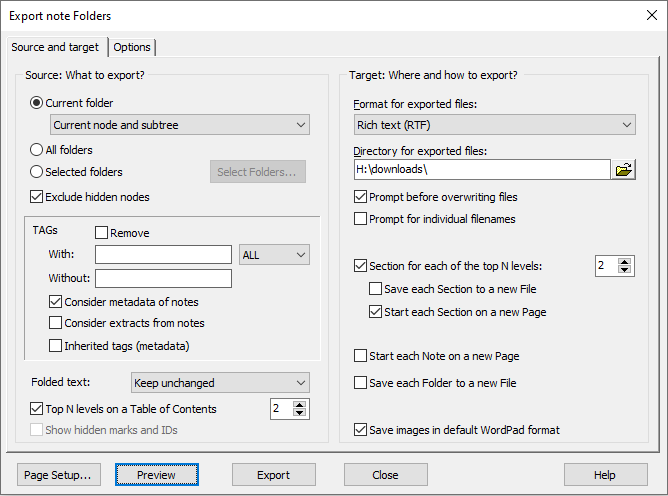 Export note Folders
Source and target
Options
Source: What to export?
Current folder
Current node and subtree
All folders
Selected folders
Select Folders...
Exclude hidden nodes
TAGs
Remove
With:
ALL
Without:
Consider metadata of notes
Consider extracts from notes
Inherited tags (metadata)
Folded text:
Keep unchanged
Top N levels on a Table of Contents
2
Show hidden marks and IDs
Target: Where and how to export?
Format for exported files:
Rich text (RTF)
Directory for exported files:
H:\downloads\
Prompt before overwriting files
Prompt for individual filenames
Section for each of the top N levels:
2
Save each Section to a new File
Start each Section on a new Page
Start each Note on a new Page
Save each Folder to a new File
Save images in default WordPad format
Page Setup...
Preview
Export
Close
Help